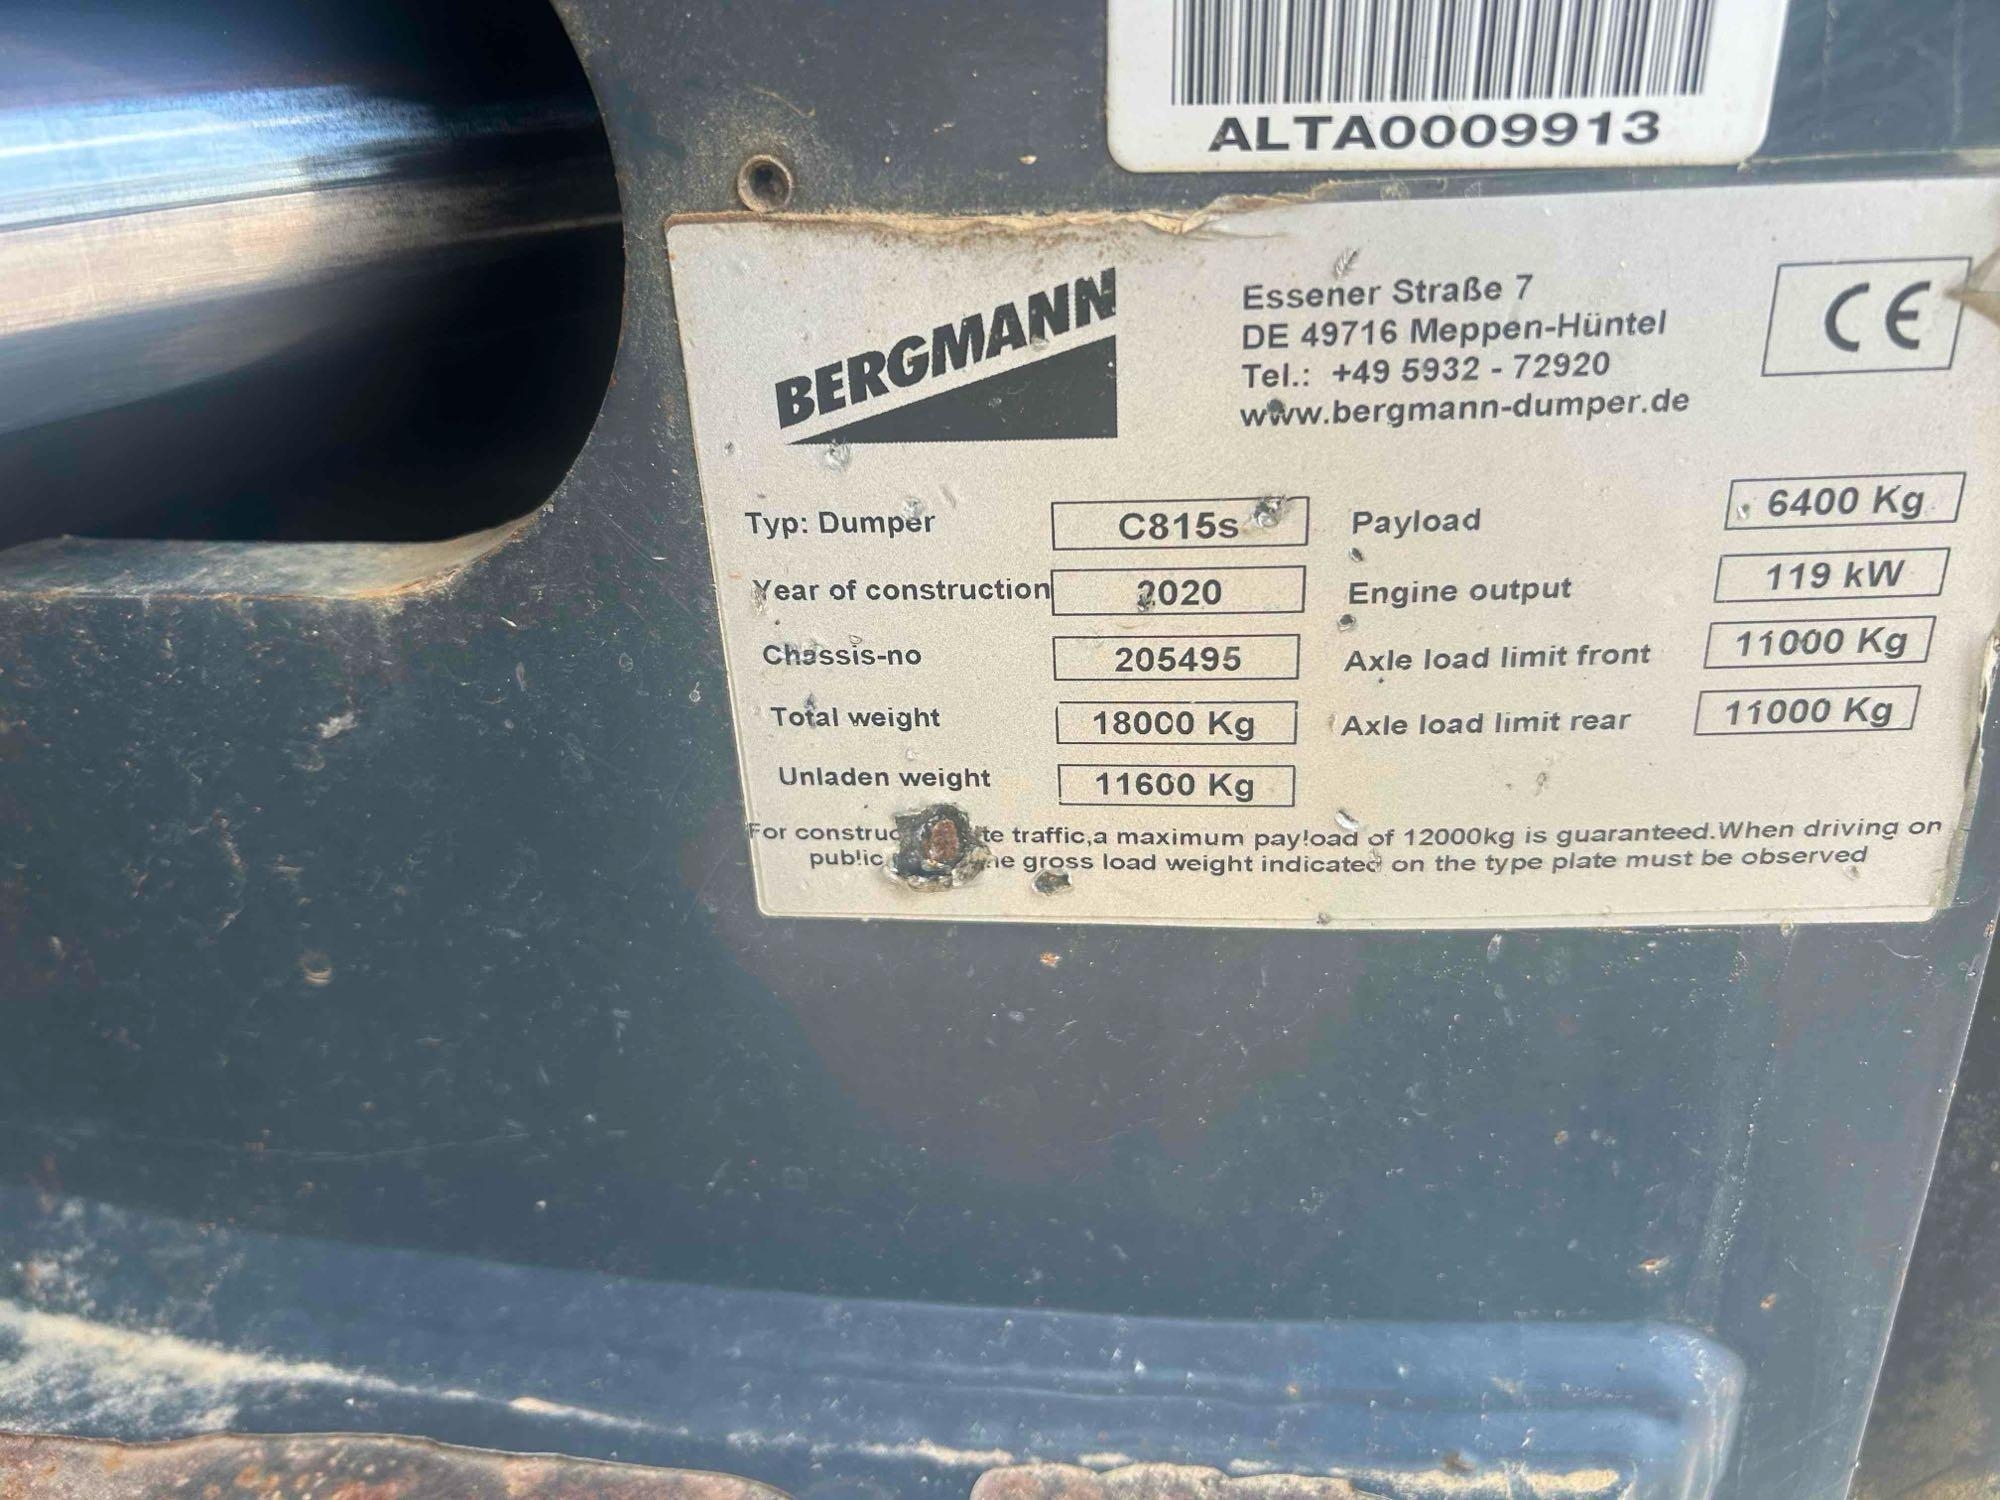 ALTA0009913
BERGMANN
Essener Straße 7
DE 49716 Meppen-Hüntel
Tel.: +49 5932 - 72920
www.bergmann-dumper.de
CE
Typ: Dumper C815s Payload 6400 Kg
Year of construction 2020 Engine output 119 kW
Chassis-no 205495 Axle load limit front 11000 Kg
Total weight 18000 Kg Axle load limit rear 11000 Kg
Unladen weight 11600 Kg
For traffic,a maximum payload of 12000kg is guaranteed.When driving on
public gross load weight indicated on the type plate must be observed